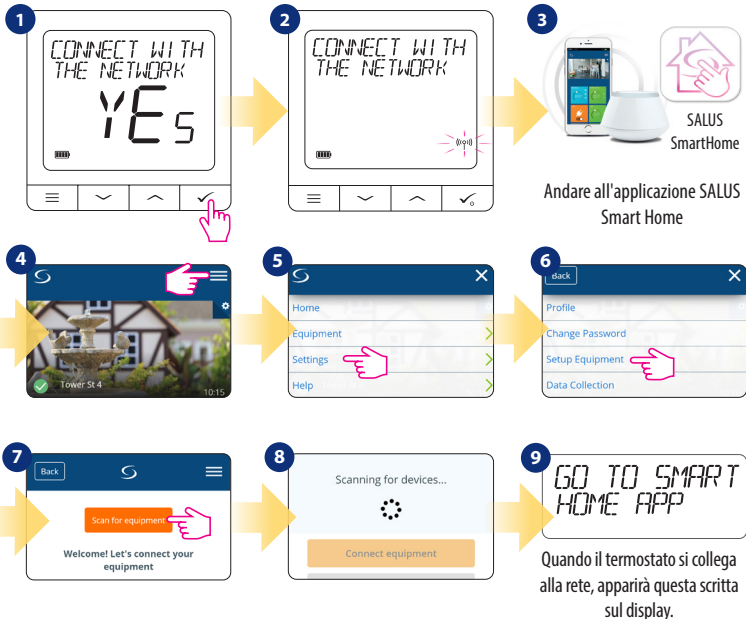 1
CONNECT WITH
THE NETWORK
YES
2
CONNECT WITH
THE NETWORK
3
SALUS
SmartHome
Andare all'applicazione SALUS
Smart Home
4
Tower St 4
10:15
5
Home
Equipment
Settings
Help
6
Back
Profile
Change Password
Setup Equipment
Data Collection
7
Back
Scan for equipment
Welcome! Let's connect your
equipment
8
Scanning for devices...
Connect equipment
9
GO TO SMART
HOME APP
Quando il termostato si collega
alla rete, apparirà questa scritta
sul display.